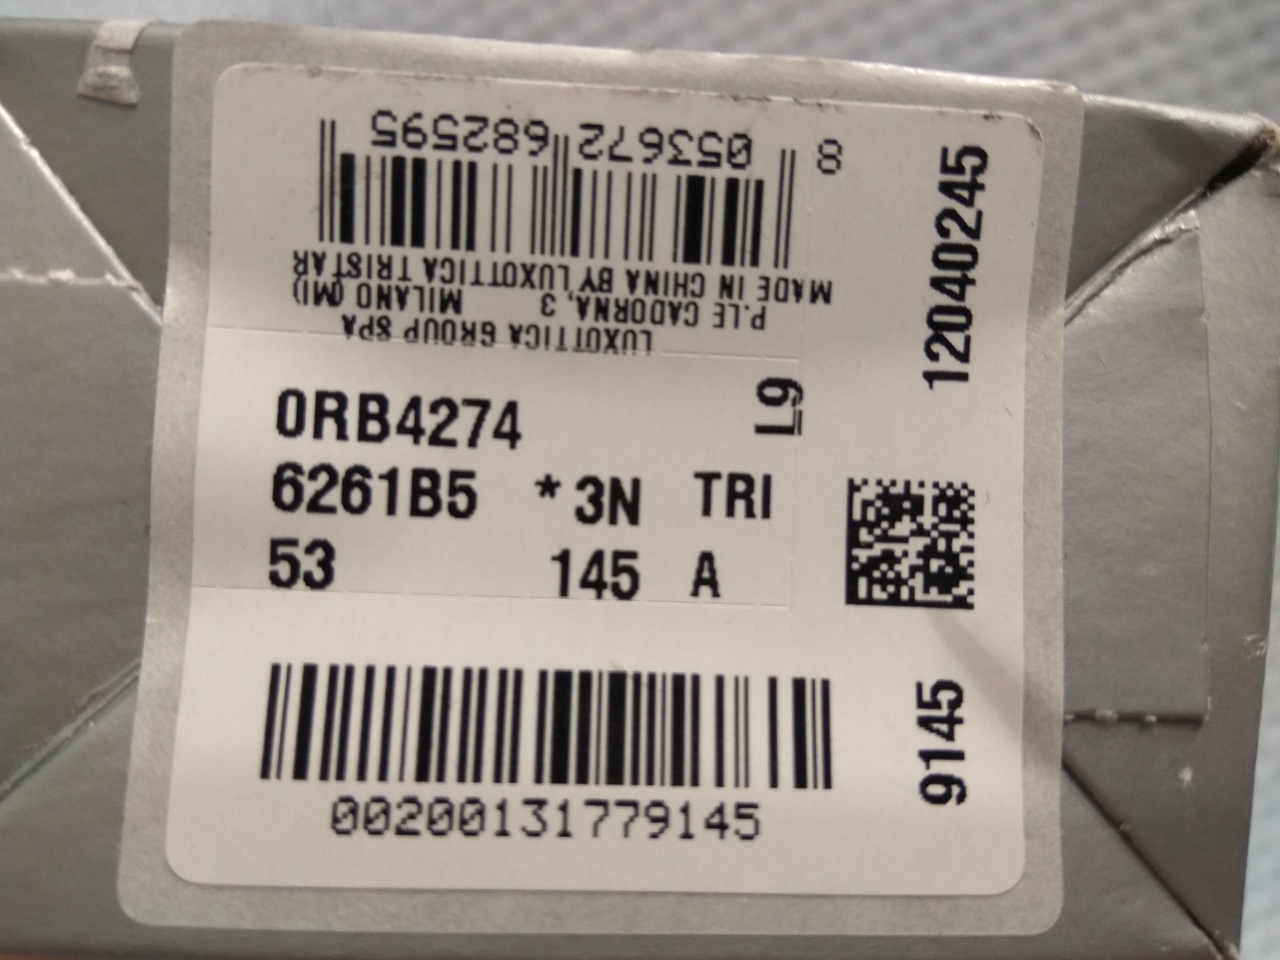 8 053672 682595
MADE IN CHINA BY LUXOTTICA TRISTAR
P.LE CADORNA, 3 MILANO (MI)
LUXOTTICA GROUP SPA
0RB4274
L9
6261B5 *3N TRI
53 145 A
00200131779145
12040245
9145